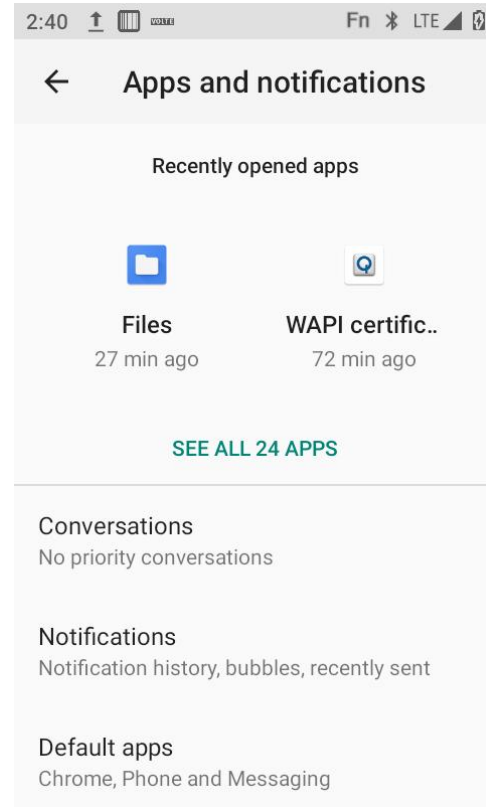 2:40 VoLTE Fn LTE
Apps and notifications
Recently opened apps
Files WAPI certific..
27 min ago 72 min ago
SEE ALL 24 APPS
Conversations
No priority conversations
Notifications
Notification history, bubbles, recently sent
Default apps
Chrome, Phone and Messaging